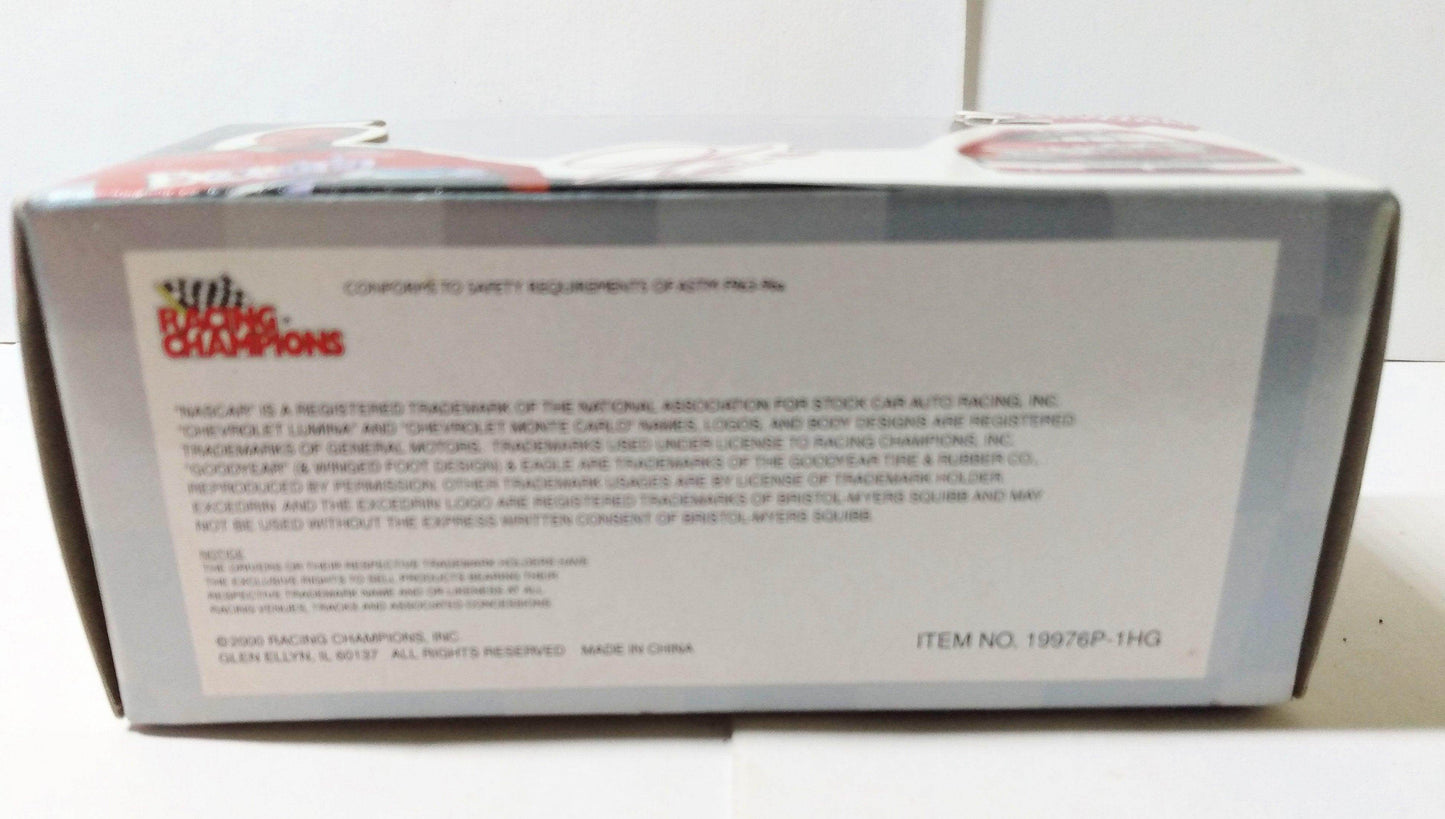 RACING
CHAMPIONS
CONFORMS TO SAFETY REQUIREMENTS OF ASTM
"NASCAR" IS A REGISTERED TRADEMARK OF THE NATIONAL ASSOCIATION FOR STOCK CAR AUTO RACING, INC.
"CHEVROLET LUMINA" AND "CHEVROLET MONTE CARLO" NAMES, LOGOS, AND BODY DESIGNS ARE REGISTERED
TRADEMARKS OF GENERAL MOTORS. TRADEMARKS USED UNDER LICENSE TO RACING CHAMPIONS, INC.
"GOODYEAR" (& WINGED FOOT DESIGN) & EAGLE ARE TRADEMARKS OF THE GOODYEAR TIRE & RUBBER CO.,
REPRODUCED BY PERMISSION. OTHER TRADEMARK USAGES ARE BY LICENSE OF TRADEMARK HOLDER.
EXCEDRIN AND THE EXCEDRIN LOGO ARE REGISTERED TRADEMARKS OF BRISTOL-MYERS SQUIBB AND MAY
NOT BE USED WITHOUT THE EXPRESS WRITTEN CONSENT OF BRISTOL-MYERS SQUIBB.
NOTICE
THE DRIVERS OR THEIR RESPECTIVE TRADEMARK HOLDERS HAVE
THE EXCLUSIVE RIGHTS TO SELL PRODUCTS BEARING THEIR
RESPECTIVE TRADEMARK NAME AND OR LIKENESS AT ALL
RACING VENUES, TRACKS AND ASSOCIATED CONCESSIONS.
©2000 RACING CHAMPIONS, INC.
GLEN ELLYN, IL 60137 ALL RIGHTS RESERVED MADE IN CHINA
ITEM NO. 19976P-1HG